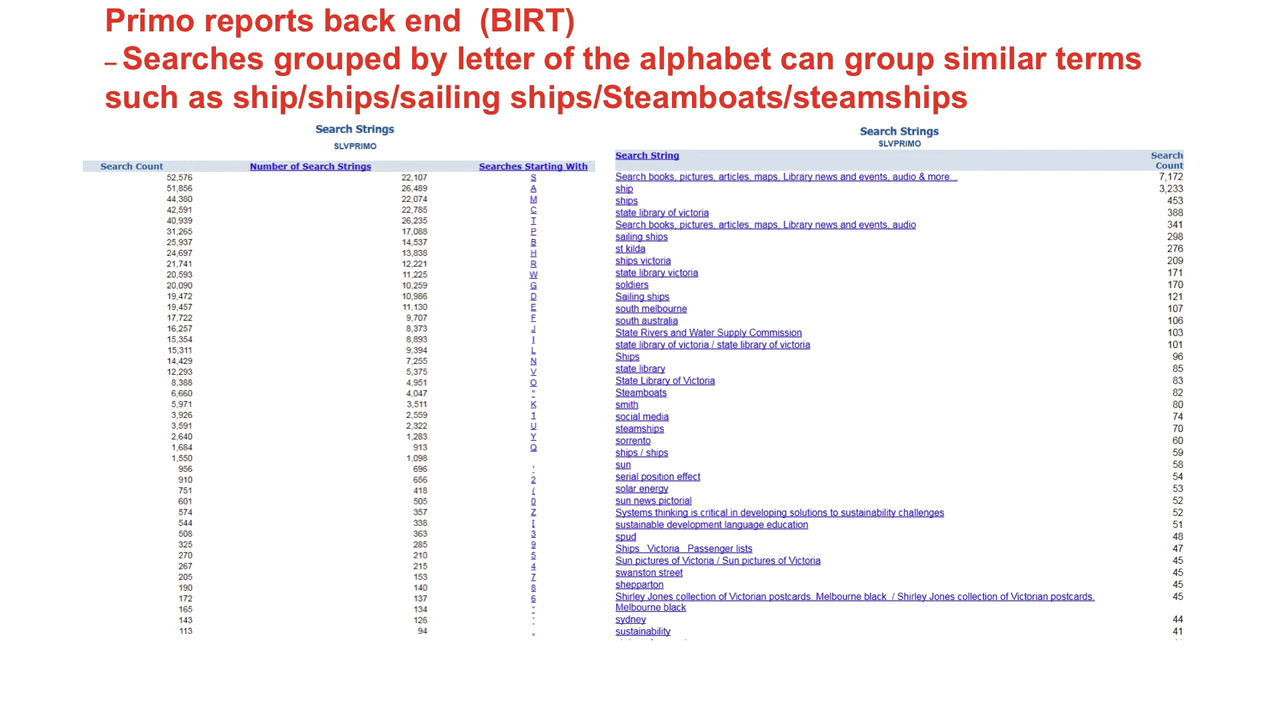 Primo reports back end (BIRT)
– Searches grouped by letter of the alphabet can group similar terms
such as ship/ships/sailing ships/Steamboats/steamships
Search Strings
SLVPRIMO
Search Count Number of Search Strings Searches Starting With
52,576 22,107 S
51,856 26,489 A
44,380 22,074 M
42,591 22,785 C
40,939 26,235 T
31,265 17,088 P
25,937 14,537 B
24,697 13,838 H
21,741 12,221 R
20,593 11,225 W
20,090 10,259 G
19,472 10,986 D
19,457 11,130 E
17,722 9,707 F
16,257 8,373 J
15,354 8,893 I
15,311 9,394 L
14,429 7,255 N
12,293 5,375 V
8,388 4,951 O
6,660 4,047 "
5,971 3,511 K
3,926 2,559 1
3,591 2,322 U
2,640 1,283 Y
1,684 913 Q
1,550 1,098
956 696 '
910 656 2
751 418 (
601 505 0
574 357 Z
544 338 [
508 363 3
325 285 9
270 210 5
267 215 4
205 153 7
190 140 8
172 137 6
165 134
143 126
113 94
Search Strings
SLVPRIMO
Search String Search
Count
Search books, pictures, articles, maps, Library news and events, audio & more... 7,172
ship 3,233
ships 453
state library of victoria 388
Search books, pictures, articles, maps, Library news and events, audio 341
sailing ships 298
st kilda 276
ships victoria 209
state library victoria 171
soldiers 170
Sailing ships 121
south melbourne 107
south australia 106
State Rivers and Water Supply Commission 103
state library of victoria / state library of victoria 101
Ships 96
state library 85
State Library of Victoria 83
Steamboats 82
smith 80
social media 74
steamships 70
sorrento 60
ships / ships 59
sun 58
serial position effect 54
solar energy 53
sun news pictorial 52
Systems thinking is critical in developing solutions to sustainability challenges 52
sustainable development language education 51
spud 48
Ships Victoria Passenger lists 47
Sun pictures of Victoria / Sun pictures of Victoria 45
swanston street 45
shepparton 45
Shirley Jones collection of Victorian postcards. Melbourne black / Shirley Jones collection of Victorian postcards. 45
Melbourne black
sydney 44
sustainability 41